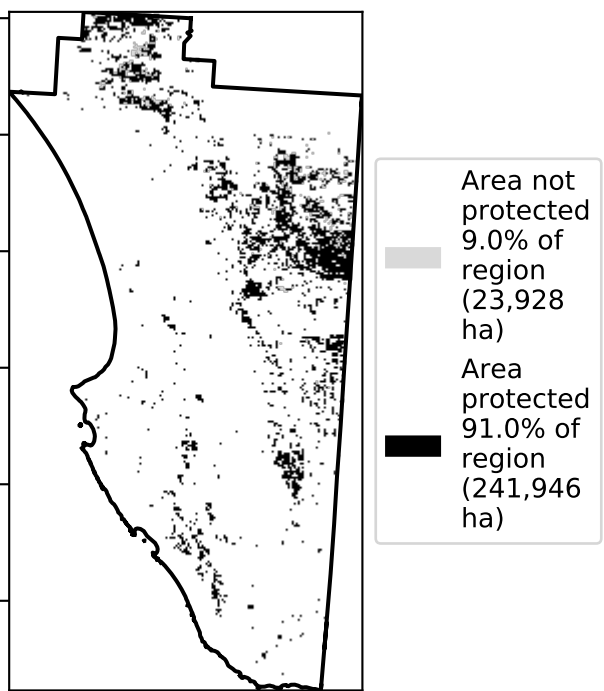 Area not
protected
9.0% of
region
(23,928
ha)
Area
protected
91.0% of
region
(241,946
ha)